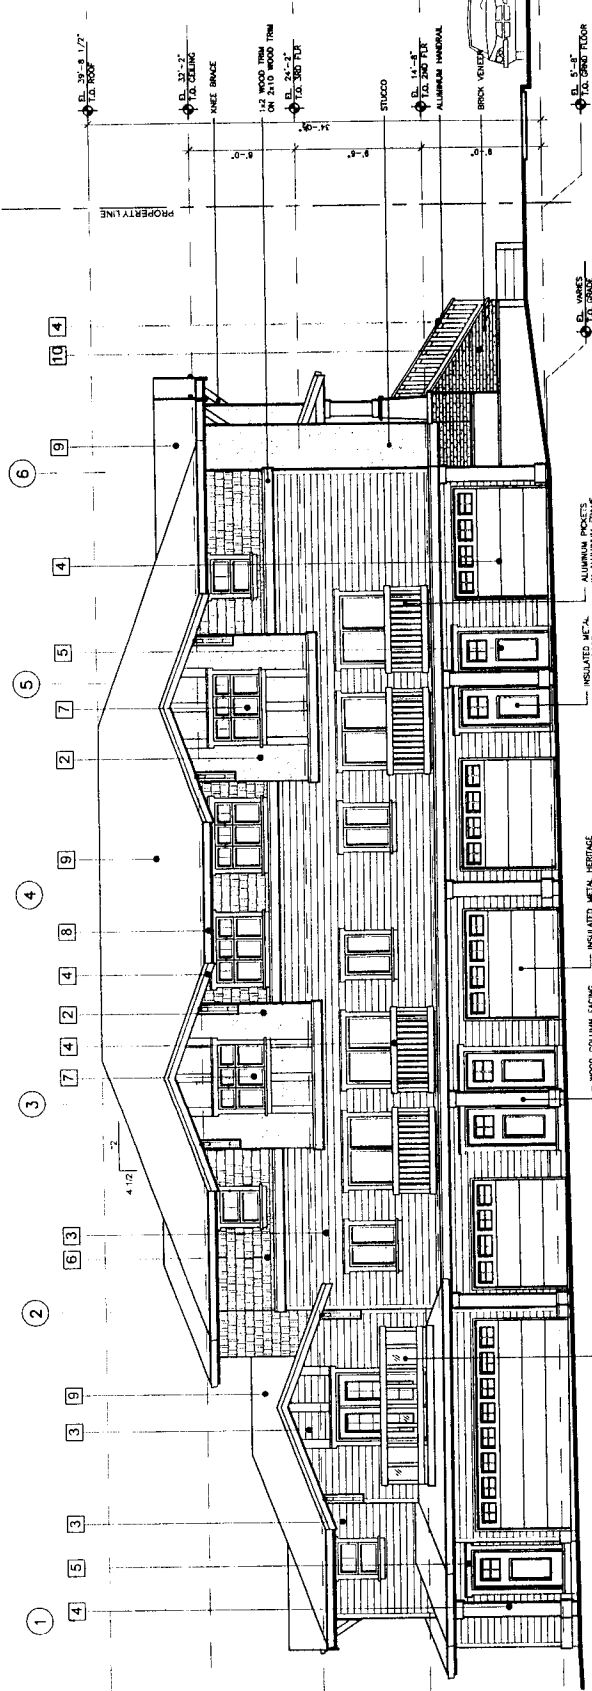 EL 39'-8 1/2"
T.O. ROOF
EL 32'-2"
T.O. CEILING
KNEE BRACE
1x2 WOOD TRIM
ON 2x10 WOOD TRIM
EL 24'-2"
T.O. 3RD FLR
STUCCO
EL 14'-8"
T.O. 2ND FLR
ALUMINUM HANDRAIL
BRICK VENEER
EL 5'-8"
T.O. GRND FLOOR
8'-0"
9'-6"
9'-0"
PROPERTY LINE
EL VARIES
T.O. GRADE
1
2
3
4
5
6
4
5
3
3
9
6
3
7
4
2
4
8
9
2
7
5
4
9
10
4
12
4 1/2
WOOD COLUMN FACING
INSULATED METAL HERITAGE
INSULATED METAL
ALUMINUM PICKETS